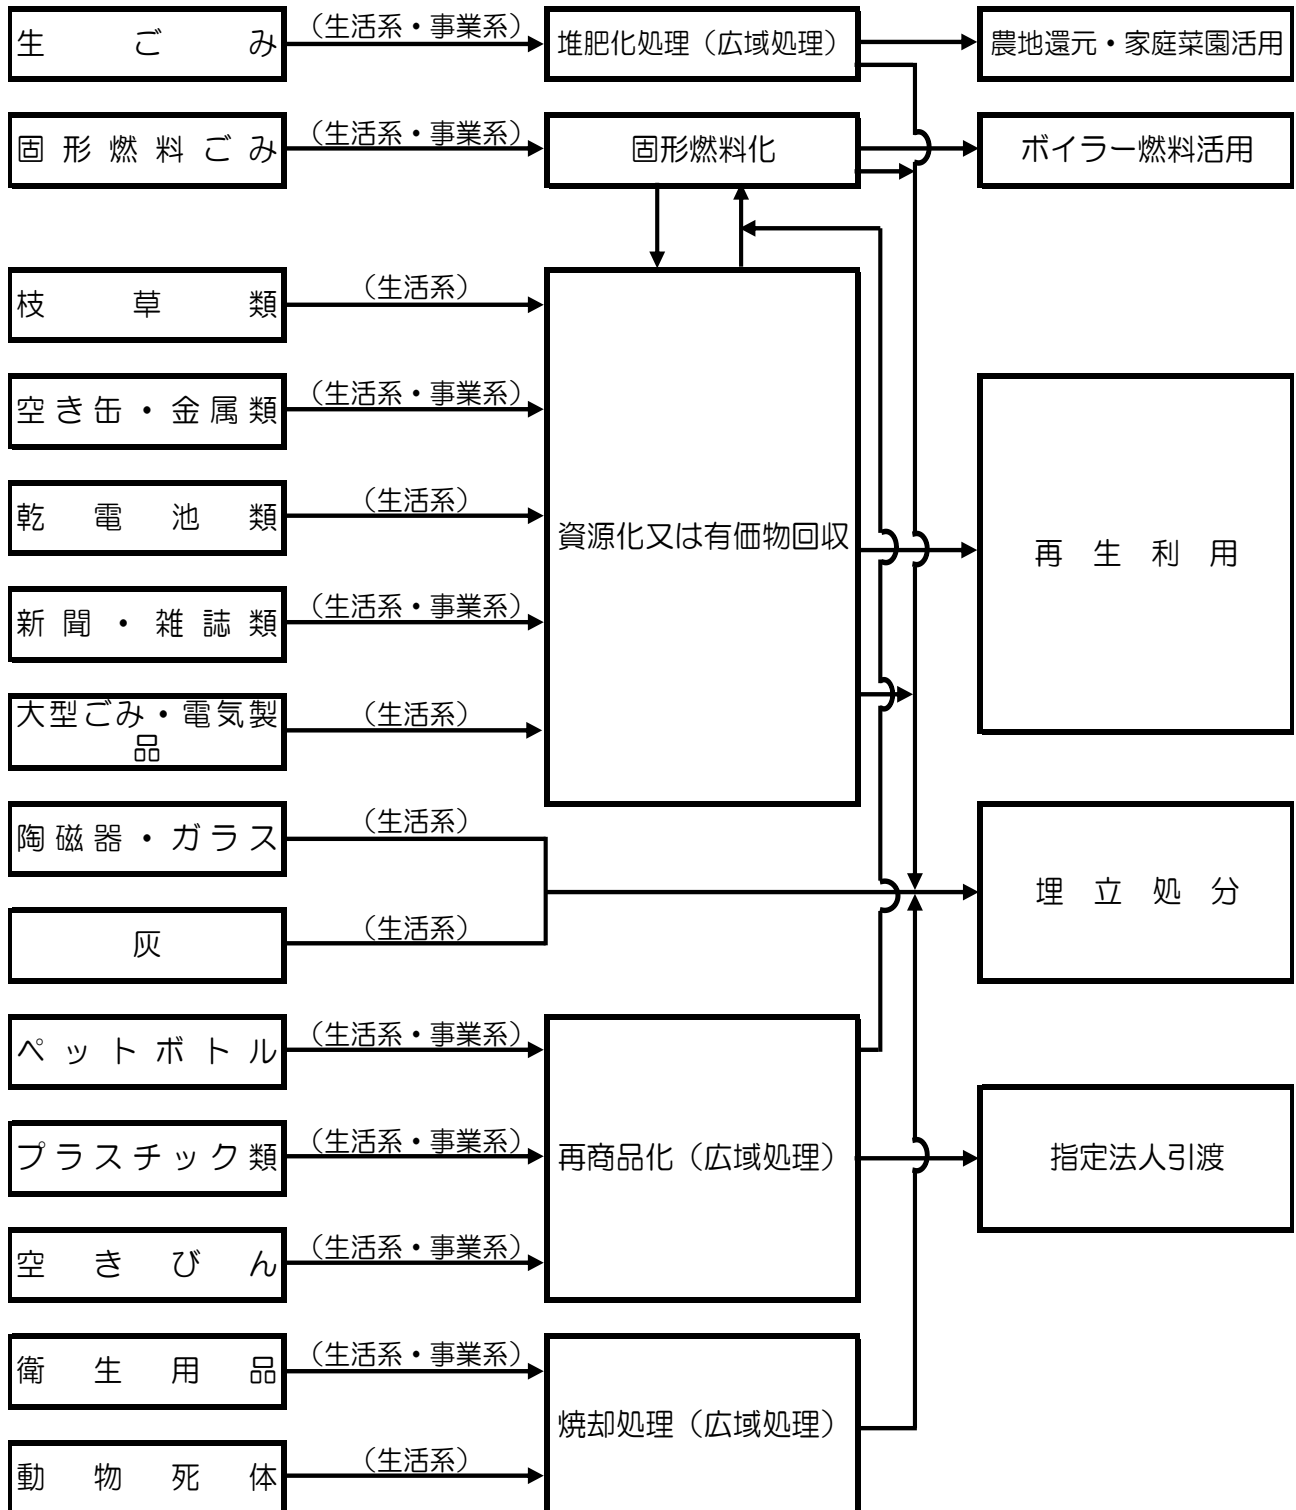 生ごみ
（生活系・事業系）
堆肥化処理（広域処理）
農地還元・家庭菜園活用
固形燃料ごみ
（生活系・事業系）
固形燃料化
ボイラー燃料活用
枝草類
（生活系）
空き缶・金属類
（生活系・事業系）
乾電池類
（生活系）
資源化又は有価物回収
再生利用
新聞・雑誌類
（生活系・事業系）
大型ごみ・電気製
品
（生活系）
陶磁器・ガラス
（生活系）
埋立処分
灰
（生活系）
ペットボトル
（生活系・事業系）
プラスチック類
（生活系・事業系）
再商品化（広域処理）
指定法人引渡
空きびん
（生活系・事業系）
衛生用品
（生活系・事業系）
焼却処理（広域処理）
動物死体
（生活系）